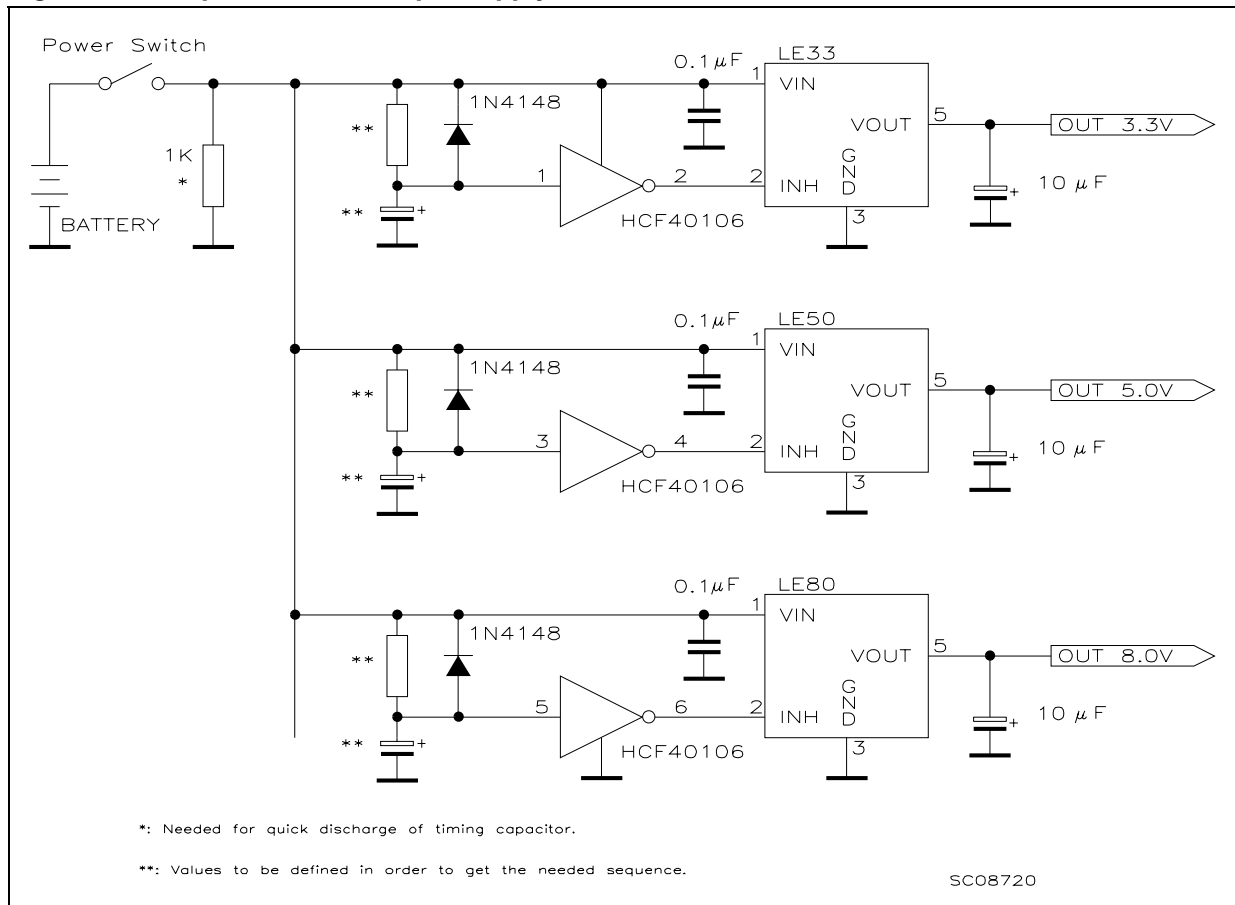 Power Switch
BATTERY
1K
*
**
**
+
1N4148
1
2
HCF40106
0.1µF
LE33
1
VIN
VOUT
5
2
INH
GND
3
+
10 µF
OUT 3.3V
**
**
+
1N4148
3
4
HCF40106
0.1µF
LE50
1
VIN
VOUT
5
2
INH
GND
3
+
10 µF
OUT 5.0V
**
**
+
1N4148
5
6
HCF40106
0.1µF
LE80
1
VIN
VOUT
5
2
INH
GND
3
+
10 µF
OUT 8.0V
*: Needed for quick discharge of timing capacitor.
**: Values to be defined in order to get the needed sequence.
SC08720